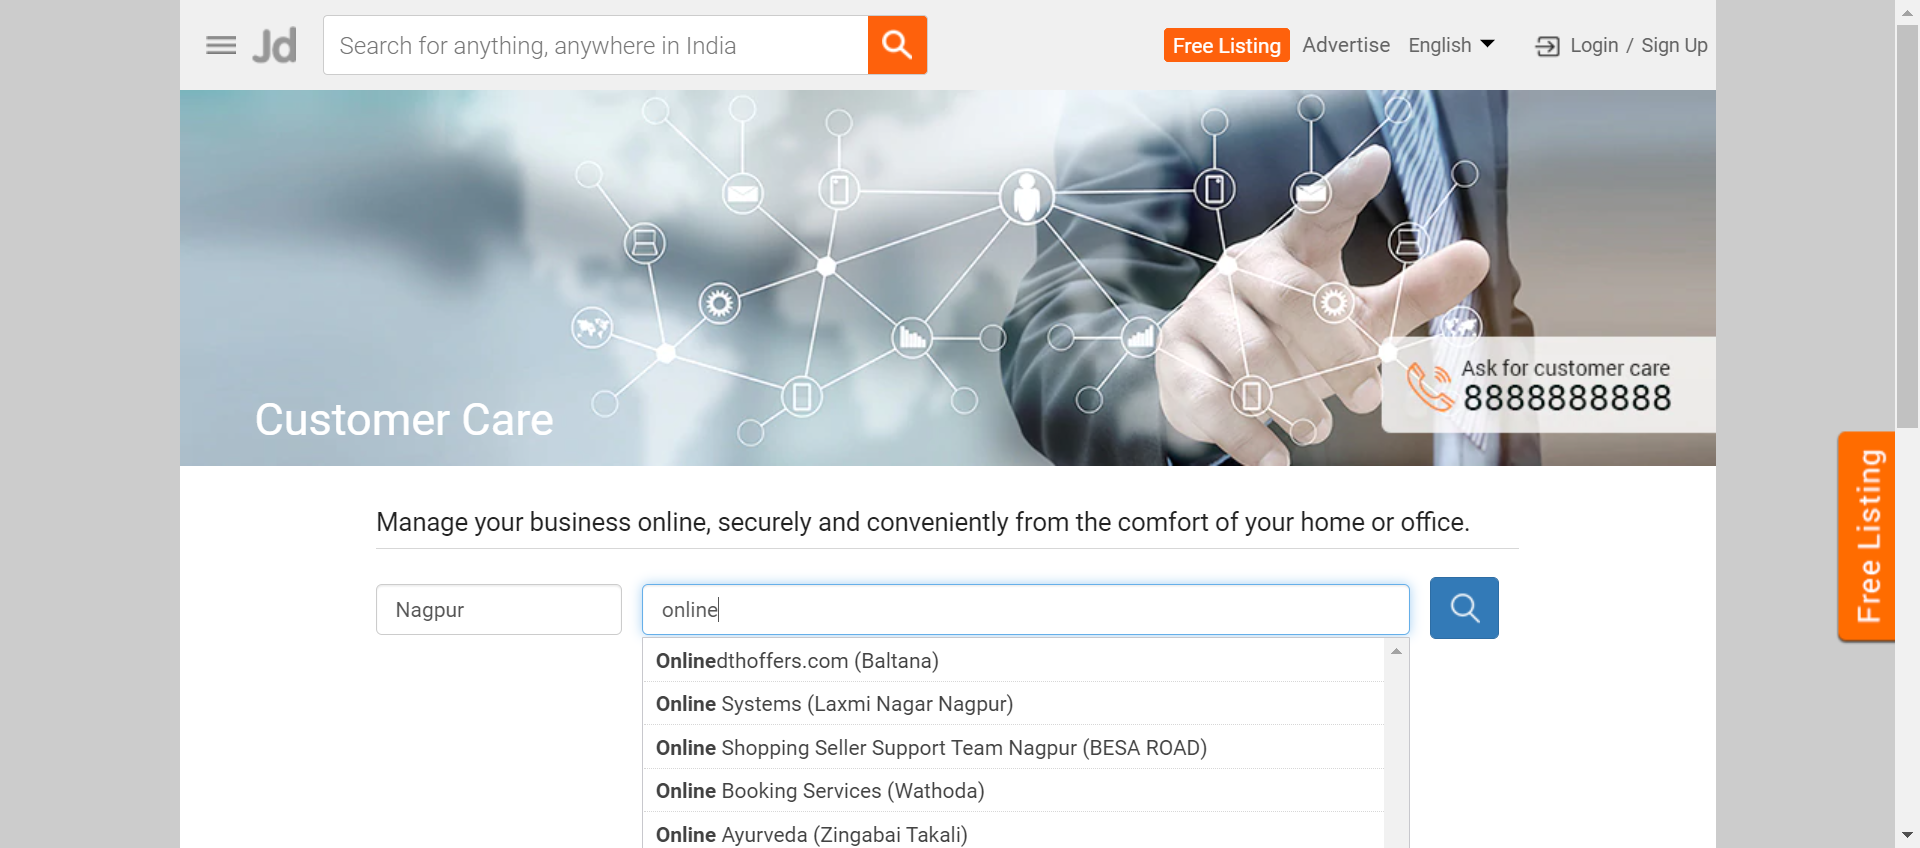 Jd
Search for anything, anywhere in India
Free Listing
Advertise
English
Login / Sign Up
Ask for customer care
8888888888
Customer Care
Free Listing
Manage your business online, securely and conveniently from the comfort of your home or office.
Nagpur
online
Onlinedthoffers.com (Baltana)
Online Systems (Laxmi Nagar Nagpur)
Online Shopping Seller Support Team Nagpur (BESA ROAD)
Online Booking Services (Wathoda)
Online Ayurveda (Zingabai Takali)